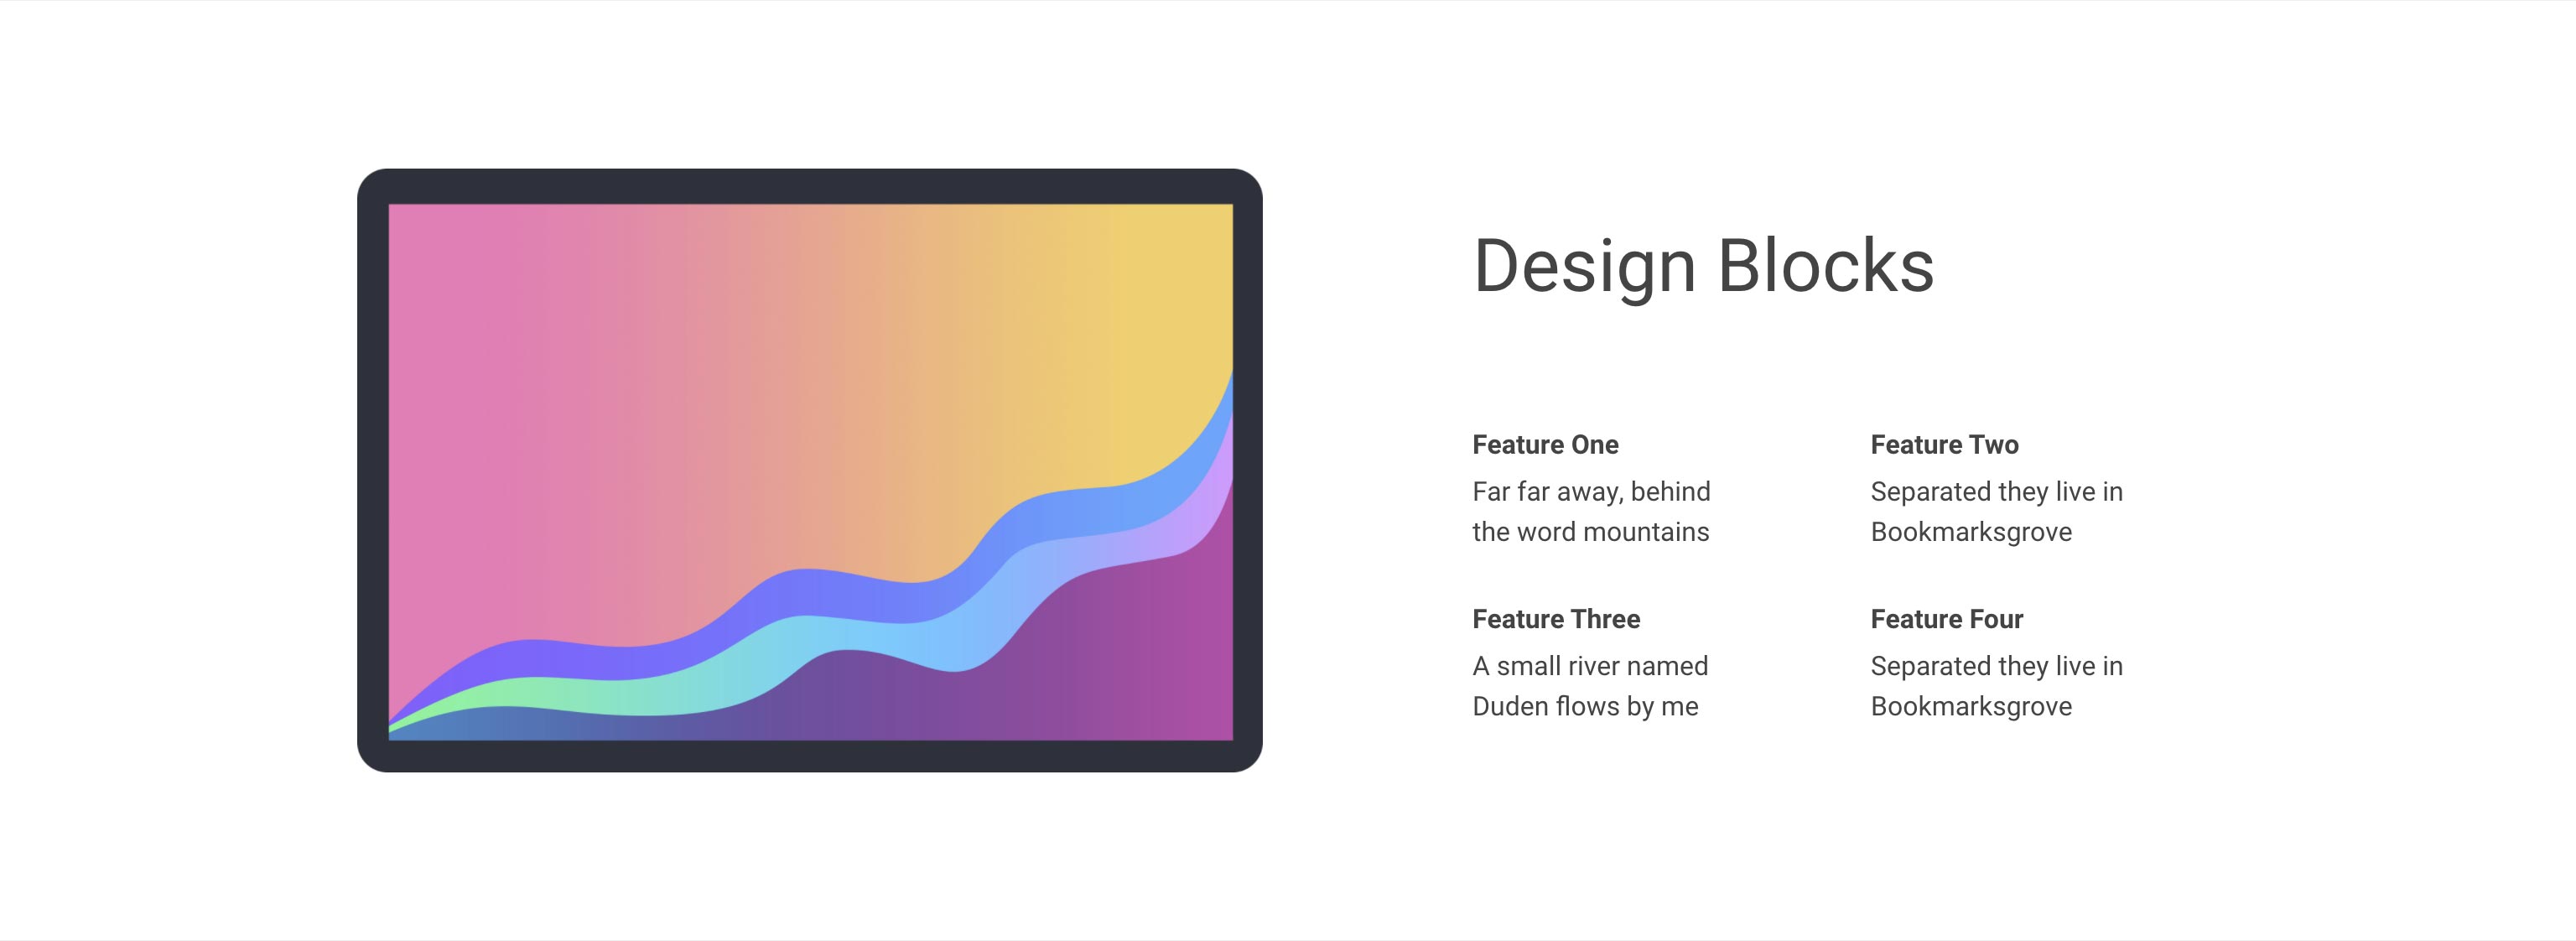 Design Blocks
Feature One
Far far away, behind
the word mountains
Feature Two
Separated they live in
Bookmarksgrove
Feature Three
A small river named
Duden flows by me
Feature Four
Separated they live in
Bookmarksgrove